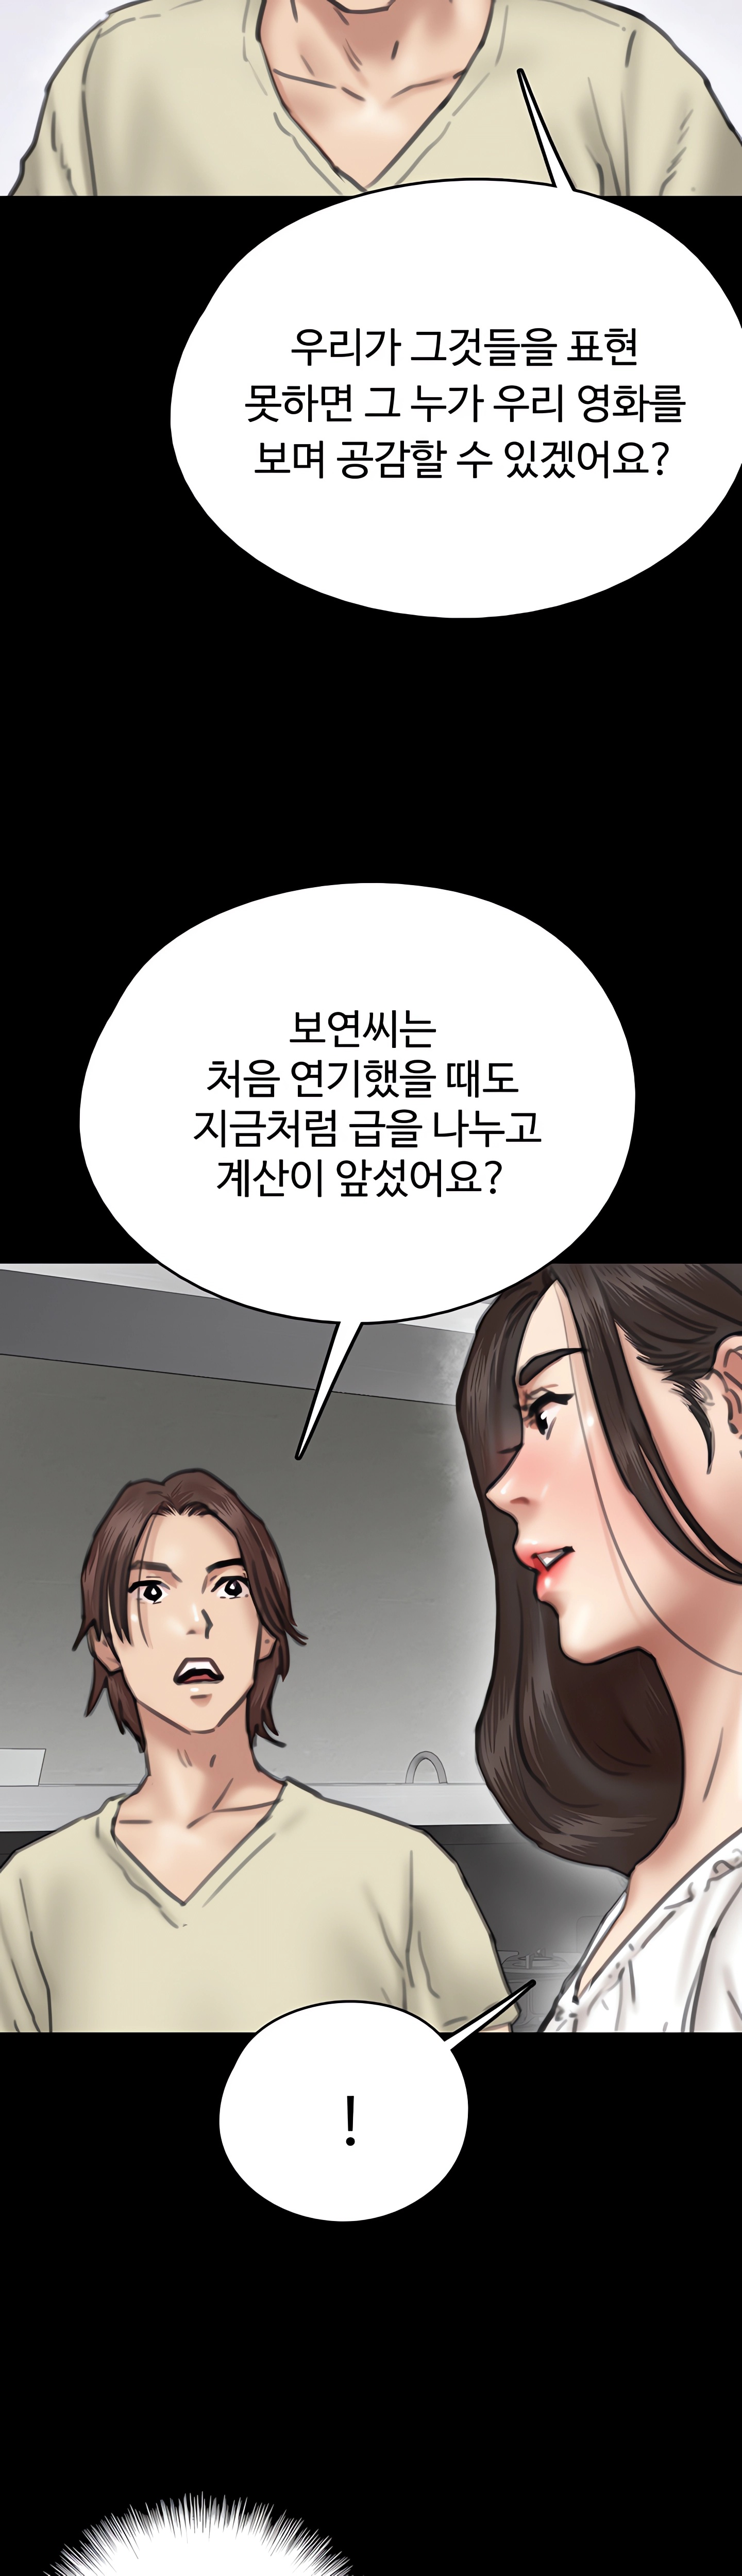 우리가 그것들을 표현
못하면 그 누가 우리 영화를
보며 공감할 수 있겠어요?
보연씨는
처음 연기했을 때도
지금처럼 급을 나누고
계산이 앞섰어요?
!